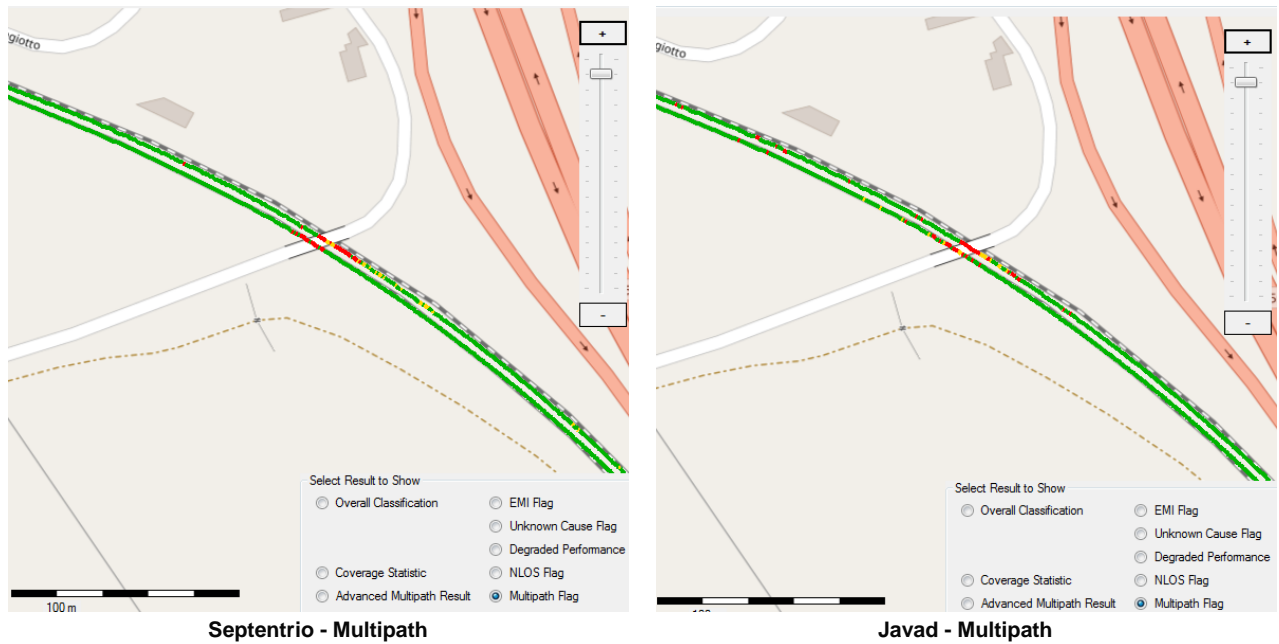 giotto
+
-
Select Result to Show
Overall Classification
EMI Flag
Unknown Cause Flag
Degraded Performance
Coverage Statistic
NLOS Flag
Advanced Multipath Result
Multipath Flag
100 m
Septentrio - Multipath
giotto
+
-
Select Result to Show
Overall Classification
EMI Flag
Unknown Cause Flag
Degraded Performance
Coverage Statistic
NLOS Flag
Advanced Multipath Result
Multipath Flag
Javad - Multipath